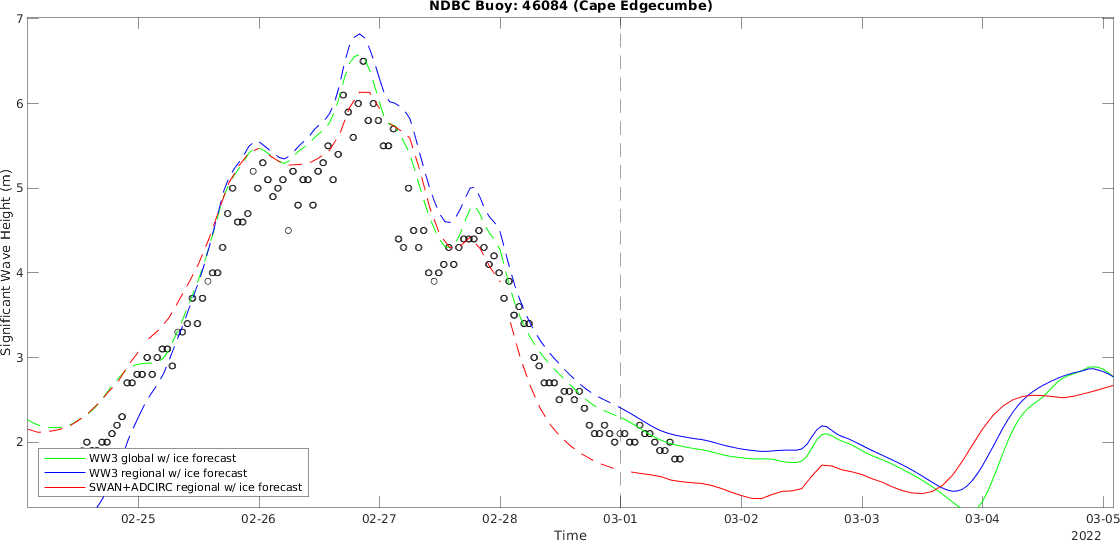 NDBC Buoy: 46084 (Cape Edgecumbe)
7
6
5
4
3
2
Significant Wave Height (m)
WW3 global w/ ice forecast
WW3 regional w/ ice forecast
SWAN+ADCIRC regional w/ ice forecast
02-25 02-26 02-27 02-28 03-01 03-02 03-03 03-04 03-05
Time
2022